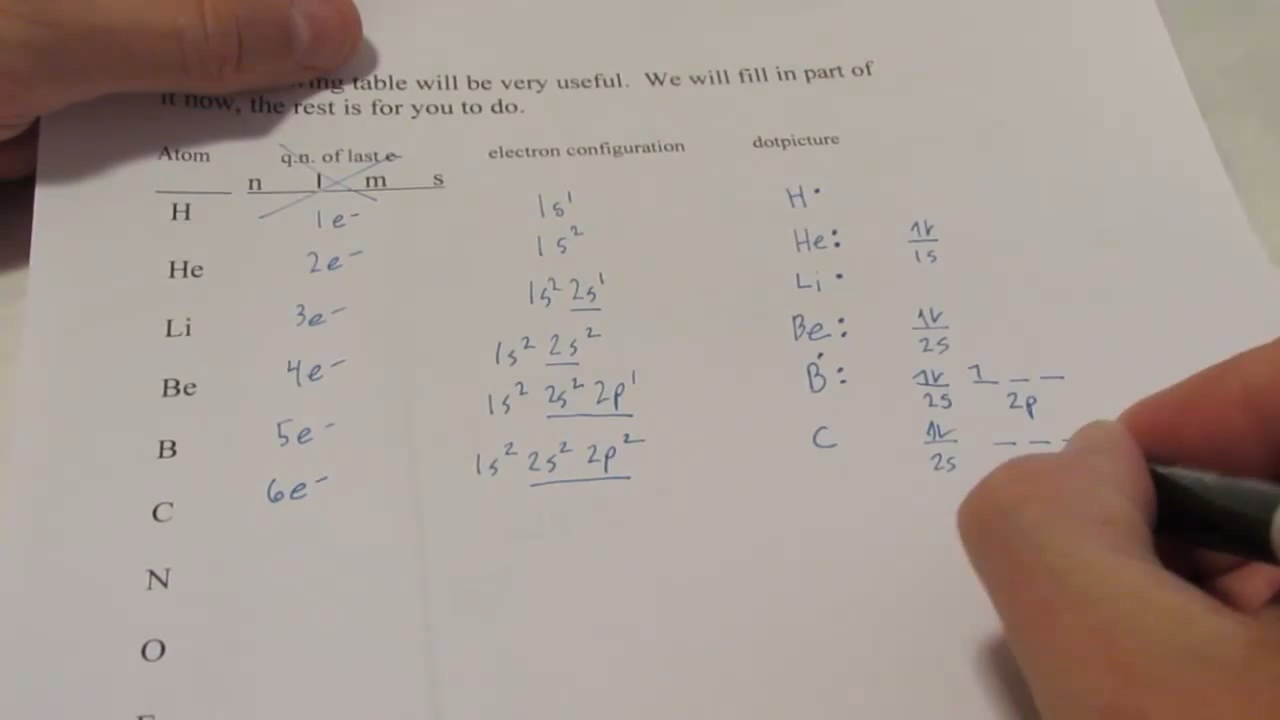 table will be very useful. We will fill in part of
it now, the rest is for you to do.
Atom q.n. of last e- electron configuration dotpicture
n l m s
H 1e- 1s¹ H·
He 2e- 1s² He: 1s
Li 3e- 1s² 2s¹ Li·
Be 4e- 1s² 2s² Be: 2s
B 5e- 1s² 2s² 2p¹ B: 2s 2p
C 6e- 1s² 2s² 2p² C 2s
N
O